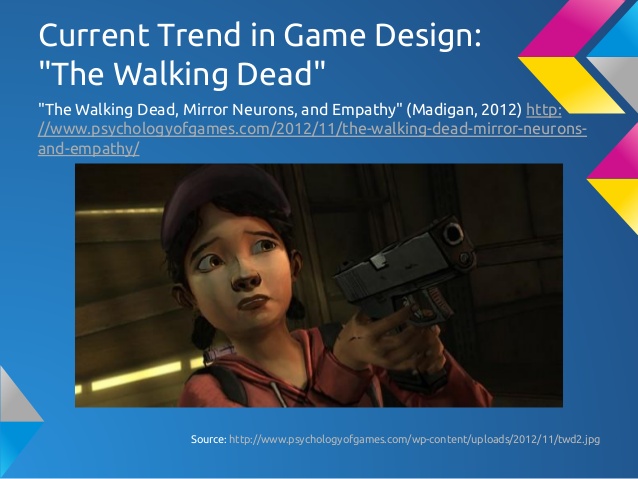 Current Trend in Game Design:
"The Walking Dead"
"The Walking Dead, Mirror Neurons, and Empathy" (Madigan, 2012) http:
//www.psychologyofgames.com/2012/11/the-walking-dead-mirror-neurons-
and-empathy/
Source: http://www.psychologyofgames.com/wp-content/uploads/2012/11/twd2.jpg